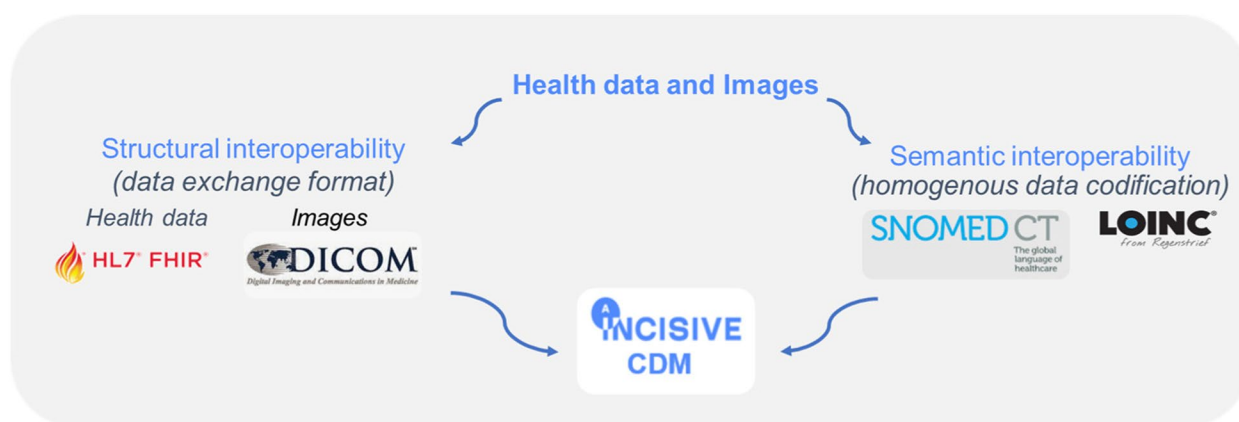 Health data and Images
Structural interoperability
(data exchange format)
Health data
Images
HL7® FHIR®
DICOM™
Digital Imaging and Communications in Medicine
Semantic interoperability
(homogenous data codification)
SNOMED CT
The global
language of
healthcare
LOINC®
from Regenstrief
A
INCISIVE
CDM